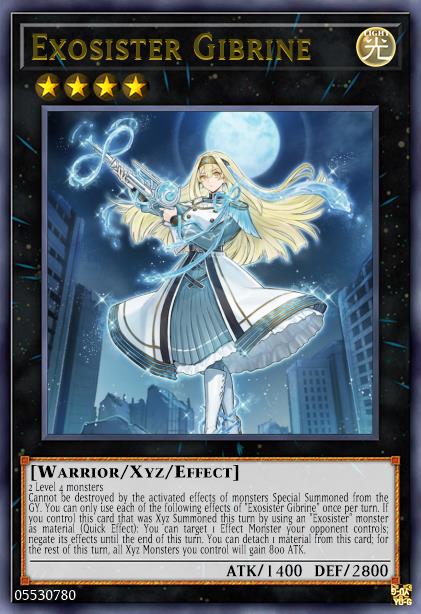 EXOSISTER GIBRINE
LIGHT
光
[WARRIOR/XYZ/EFFECT]
2 Level 4 monsters
Cannot be destroyed by the activated effects of monsters Special Summoned from the
GY. You can only use each of the following effects of "Exosister Gibrine" once per turn. If
you control this card that was Xyz Summoned this turn by using an "Exosister" monster
as material (Quick Effect): You can target 1 Effect Monster your opponent controls;
negate its effects until the end of this turn. You can detach 1 material from this card; for
the rest of this turn, all Xyz Monsters you control will gain 800 ATK.
ATK/1400 DEF/2800
05530780